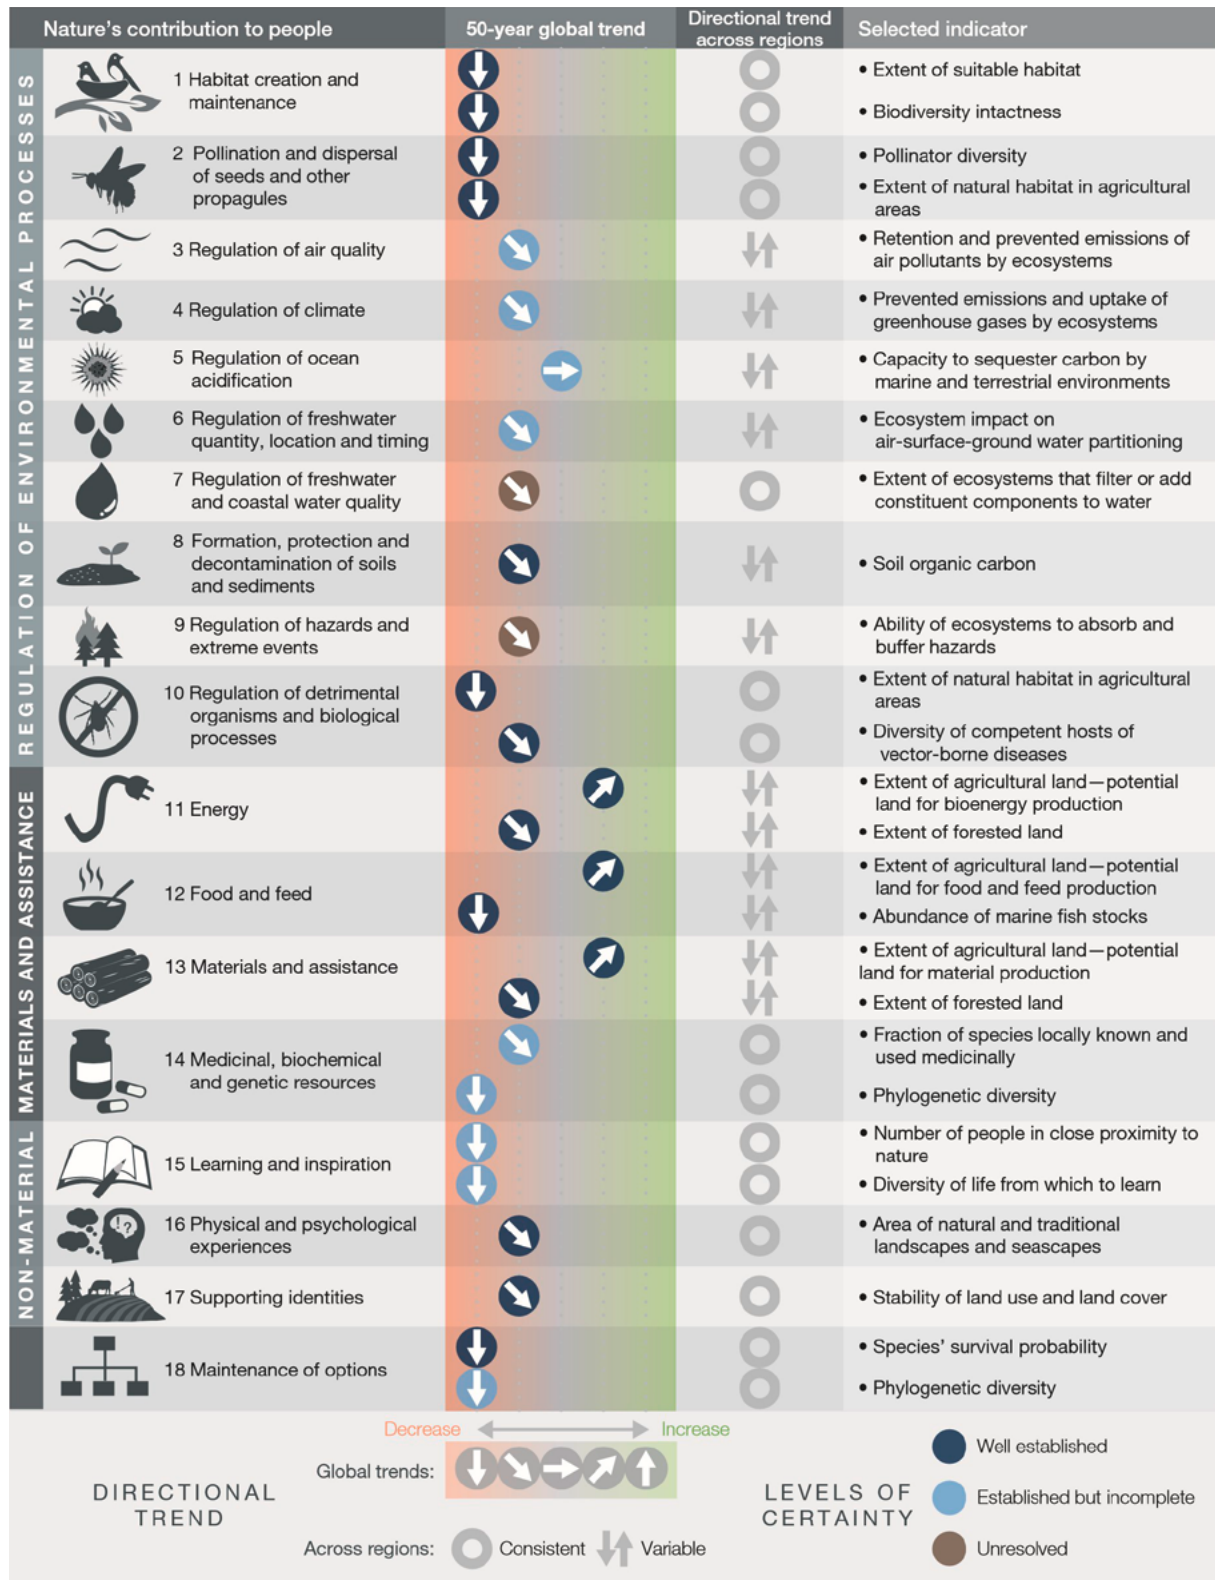 Nature's contribution to people
50-year global trend
Directional trend
across regions
Selected indicator
REGULATION OF ENVIRONMENTAL PROCESSES
1 Habitat creation and
maintenance
• Extent of suitable habitat
• Biodiversity intactness
2 Pollination and dispersal
of seeds and other
propagules
• Pollinator diversity
• Extent of natural habitat in agricultural
areas
3 Regulation of air quality
• Retention and prevented emissions of
air pollutants by ecosystems
4 Regulation of climate
• Prevented emissions and uptake of
greenhouse gases by ecosystems
5 Regulation of ocean
acidification
• Capacity to sequester carbon by
marine and terrestrial environments
6 Regulation of freshwater
quantity, location and timing
• Ecosystem impact on
air-surface-ground water partitioning
7 Regulation of freshwater
and coastal water quality
• Extent of ecosystems that filter or add
constituent components to water
8 Formation, protection and
decontamination of soils
and sediments
• Soil organic carbon
9 Regulation of hazards and
extreme events
• Ability of ecosystems to absorb and
buffer hazards
10 Regulation of detrimental
organisms and biological
processes
• Extent of natural habitat in agricultural
areas
• Diversity of competent hosts of
vector-borne diseases
MATERIALS AND ASSISTANCE
11 Energy
• Extent of agricultural land—potential
land for bioenergy production
• Extent of forested land
12 Food and feed
• Extent of agricultural land—potential
land for food and feed production
• Abundance of marine fish stocks
13 Materials and assistance
• Extent of agricultural land—potential
land for material production
• Extent of forested land
14 Medicinal, biochemical
and genetic resources
• Fraction of species locally known and
used medicinally
• Phylogenetic diversity
NON-MATERIAL
15 Learning and inspiration
• Number of people in close proximity to
nature
• Diversity of life from which to learn
16 Physical and psychological
experiences
!?
?
• Area of natural and traditional
landscapes and seascapes
17 Supporting identities
• Stability of land use and land cover
18 Maintenance of options
• Species' survival probability
• Phylogenetic diversity
Decrease
Increase
Global trends:
DIRECTIONAL
TREND
Across regions:
Consistent
Variable
LEVELS OF
CERTAINTY
Well established
Established but incomplete
Unresolved